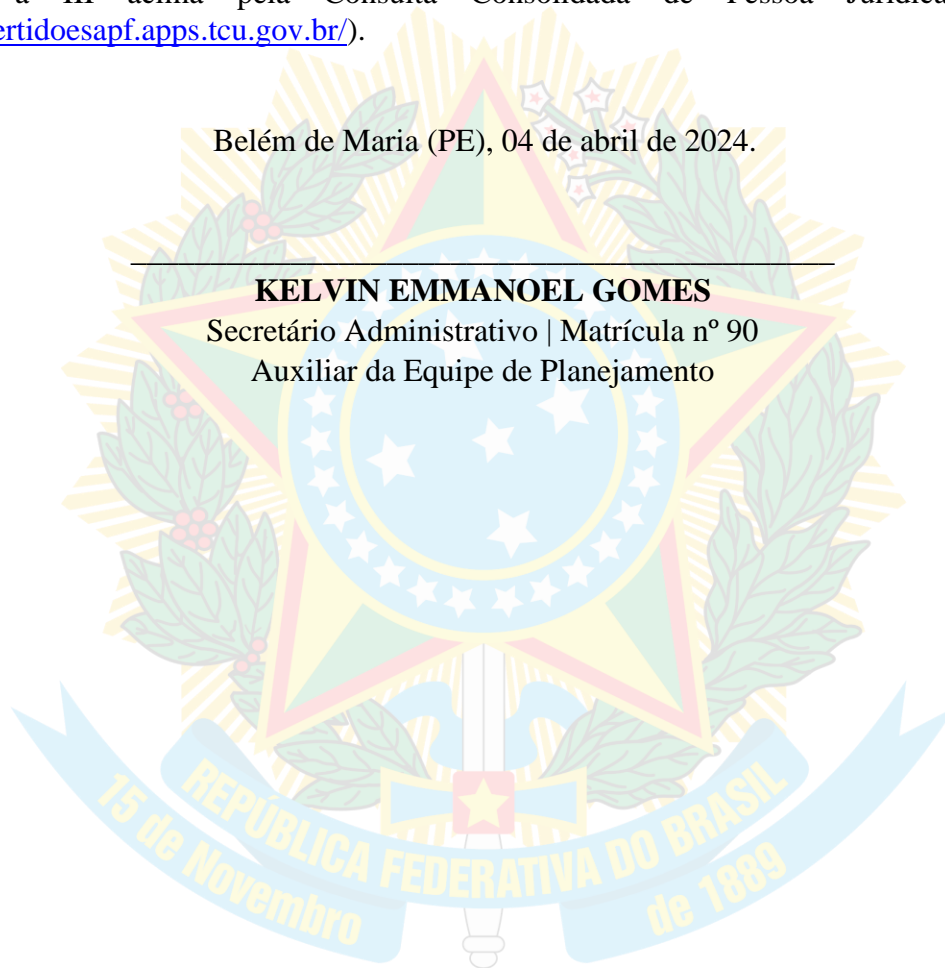 a III acima pela Consulta Consolidada de Pessoa Jurídica
ertidoesapf.apps.tcu.gov.br/).
Belém de Maria (PE), 04 de abril de 2024.
KELVIN EMMANOEL GOMES
Secretário Administrativo | Matrícula nº 90
Auxiliar da Equipe de Planejamento
REPÚBLICA FEDERATIVA DO BRASIL
15 de Novembro de 1889